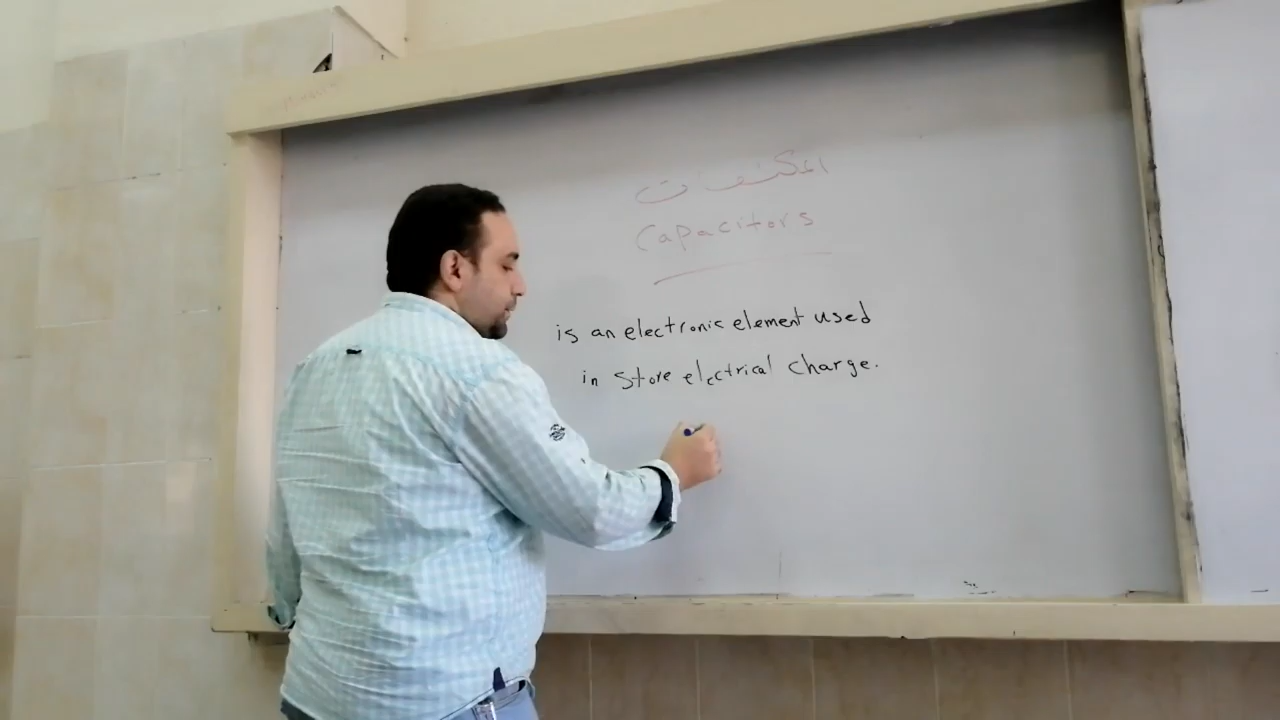 المكثفات
Capacitors
is an electronic element used
in store electrical charge.